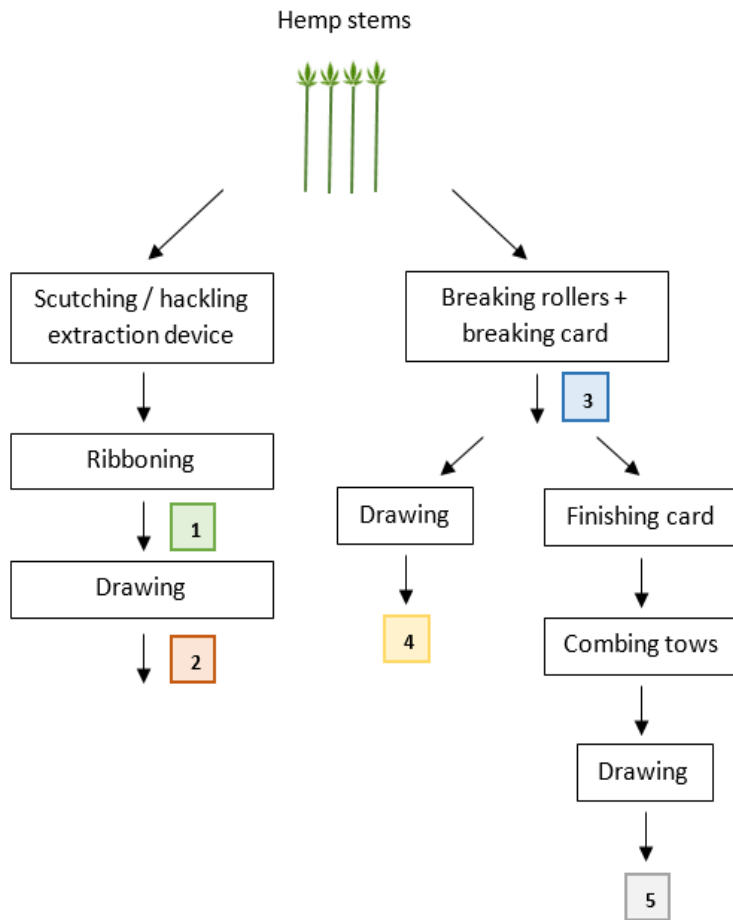 Hemp stems
Scutching / hackling
extraction device
Ribboning
1
Drawing
2
Breaking rollers +
breaking card
3
Drawing
4
Finishing card
Combing tows
Drawing
5